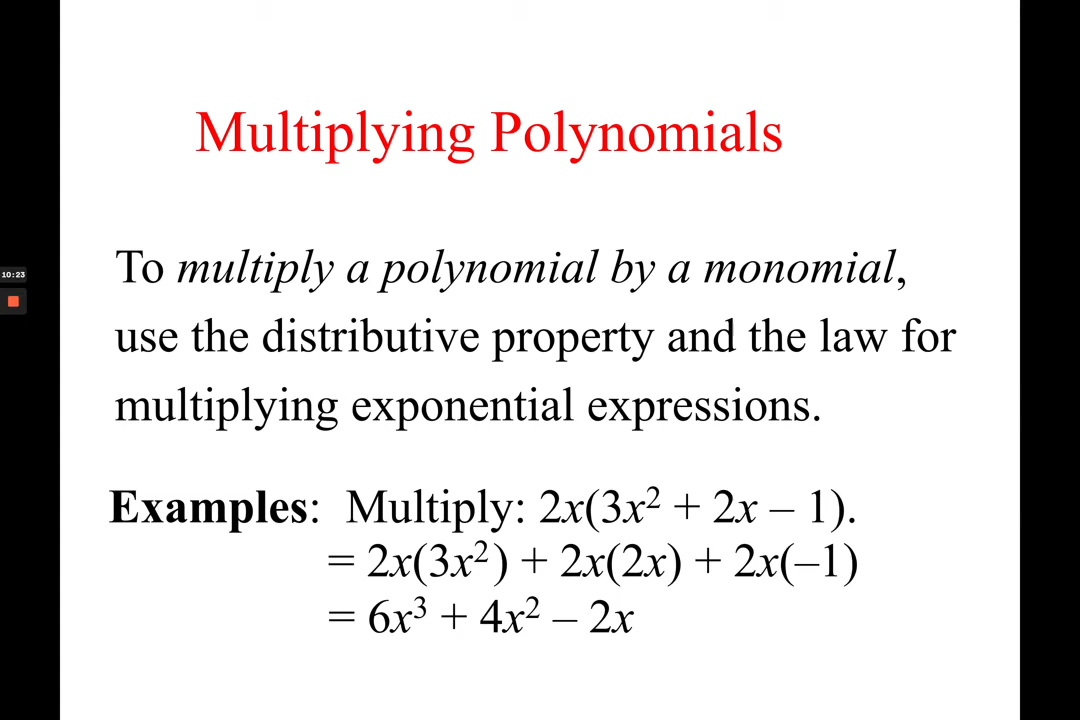 Multiplying Polynomials
To multiply a polynomial by a monomial,
10:23
use the distributive property and the law for
multiplying exponential expressions.
Examples: Multiply: 2x(3x² + 2x – 1).
= 2x(3x²) + 2x(2x) + 2x(–1)
= 6x³ + 4x² – 2x